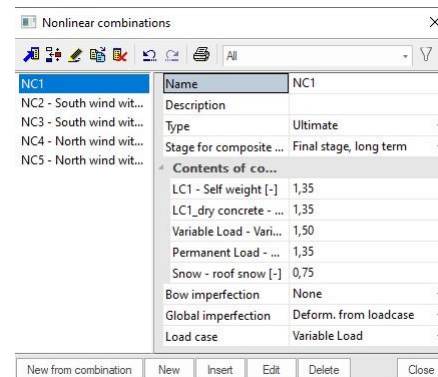 Nonlinear combinations
All
NC1
NC2 - South wind wit...
NC3 - South wind wit...
NC4 - North wind wit...
NC5 - North wind wit...
Name NC1
Description
Type Ultimate
Stage for composite ... Final stage, long term
Contents of co...
LC1 - Self weight [-] 1,35
LC1_dry concrete - ... 1,35
Variable Load - Vari... 1,50
Permanent Load - ... 1,35
Snow - roof snow [-] 0,75
Bow imperfection None
Global imperfection Deform. from loadcase
Load case Variable Load
New from combination New Insert Edit Delete Close